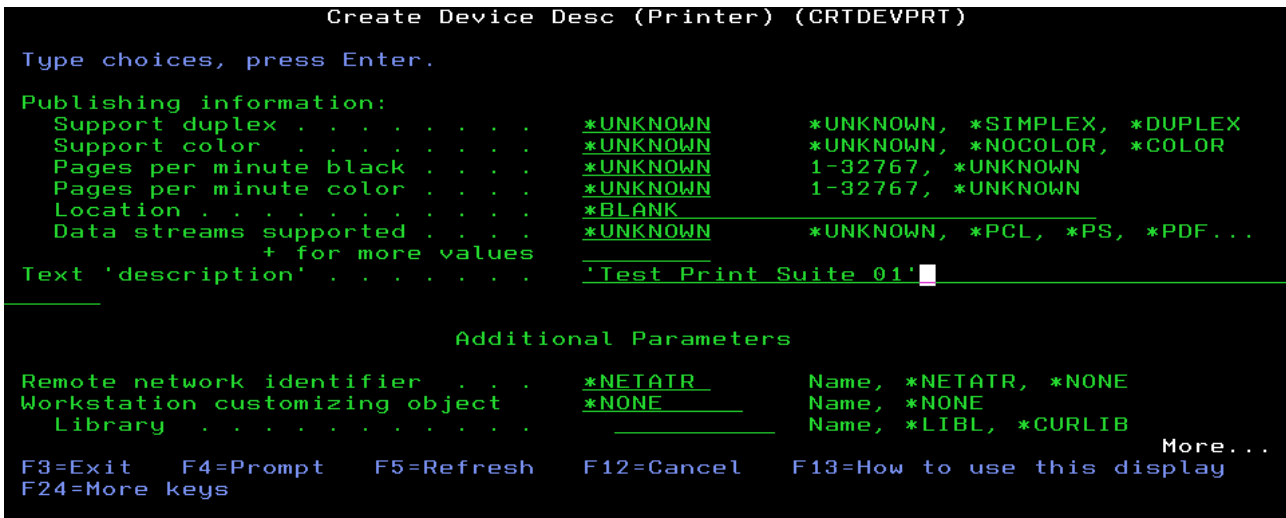 Create Device Desc (Printer) (CRTDEVPRT)
Type choices, press Enter.
Publishing information:
Support duplex . . . . . . . . *UNKNOWN *UNKNOWN, *SIMPLEX, *DUPLEX
Support color . . . . . . . . *UNKNOWN *UNKNOWN, *NOCOLOR, *COLOR
Pages per minute black . . . . *UNKNOWN 1-32767, *UNKNOWN
Pages per minute color . . . . *UNKNOWN 1-32767, *UNKNOWN
Location . . . . . . . . . . . *BLANK
Data streams supported . . . . *UNKNOWN *UNKNOWN, *PCL, *PS, *PDF...
+ for more values
Text 'description' . . . . . . . 'Test Print Suite 01'
Additional Parameters
Remote network identifier . . . *NETATR Name, *NETATR, *NONE
Workstation customizing object *NONE Name, *NONE
Library . . . . . . . . . . . Name, *LIBL, *CURLIB
More...
F3=Exit F4=Prompt F5=Refresh F12=Cancel F13=How to use this display
F24=More keys